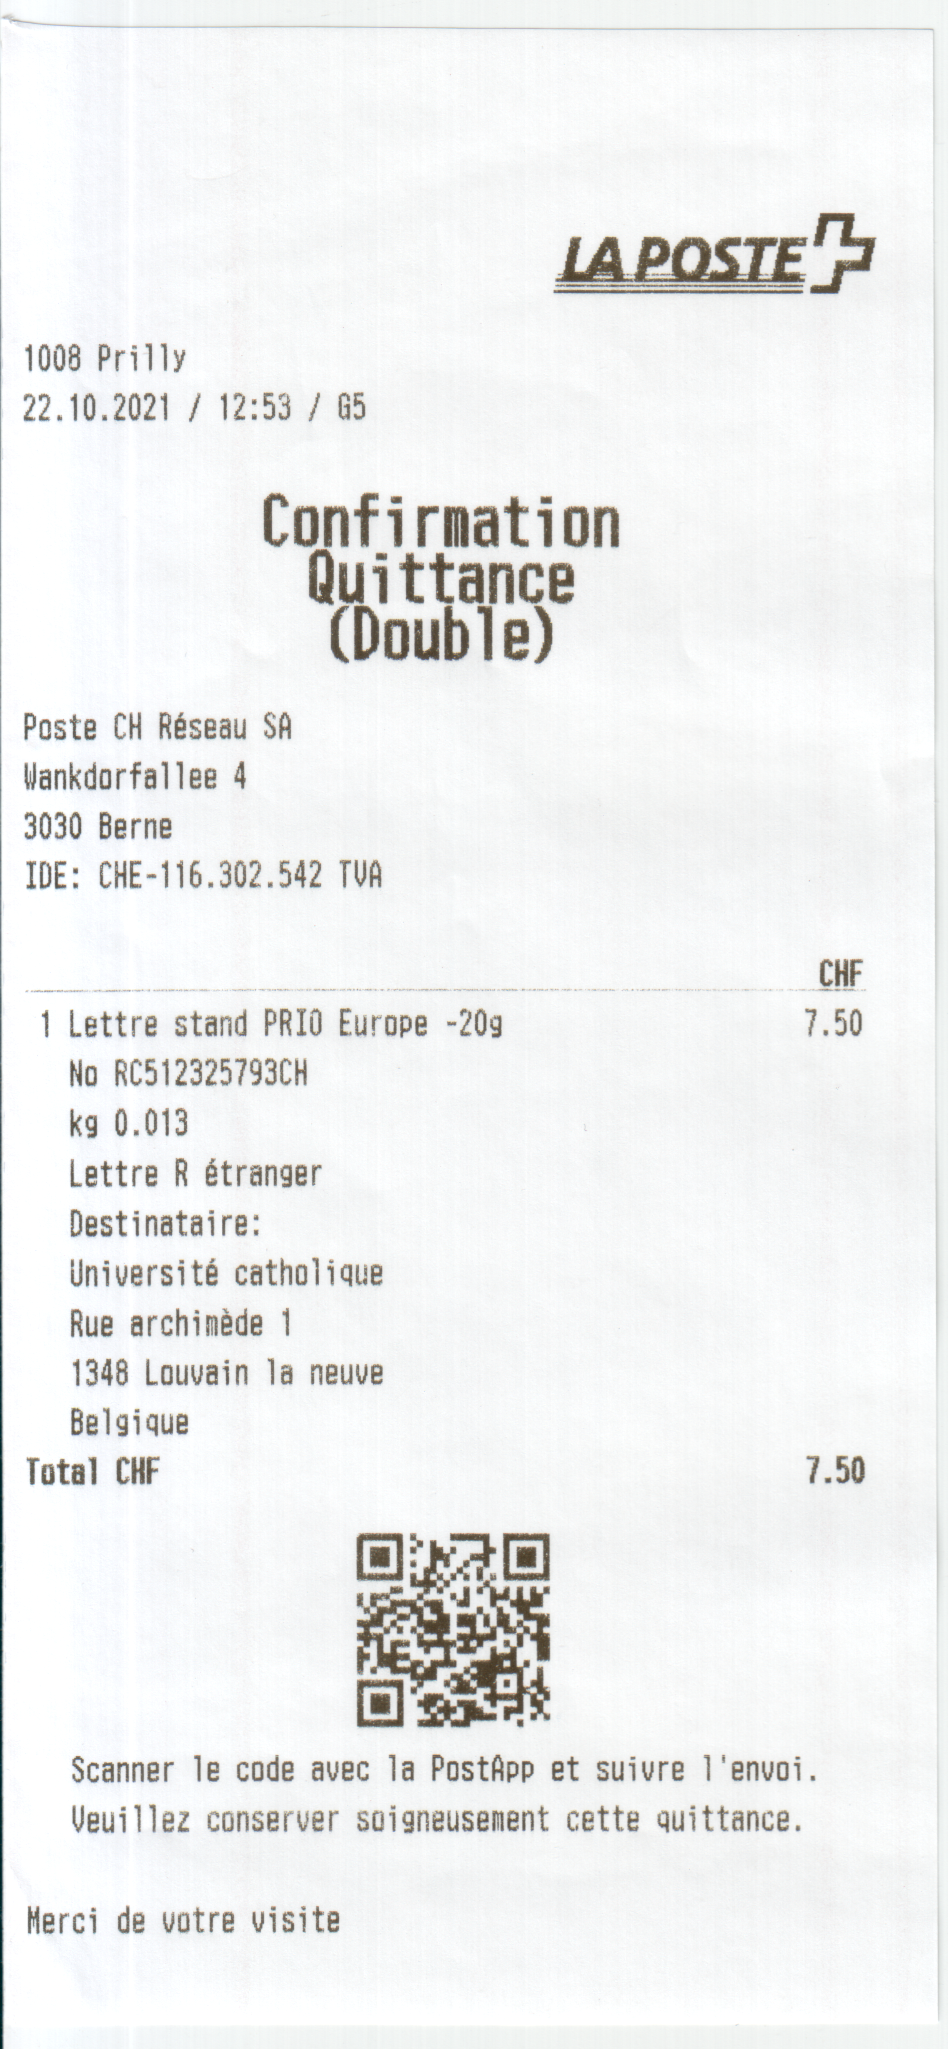 LA POSTE
1008 Prilly
22.10.2021 / 12:53 / G5
Confirmation
Quittance
(Double)
Poste CH Réseau SA
Wankdorfallee 4
3030 Berne
IDE: CHE-116.302.542 TVA
CHF
1 Lettre stand PRIO Europe -20g 7.50
No RC512325793CH
kg 0.013
Lettre R étranger
Destinataire:
Université catholique
Rue archimède 1
1348 Louvain la neuve
Belgique
Total CHF 7.50
Scanner le code avec la PostApp et suivre l'envoi.
Veuillez conserver soigneusement cette quittance.
Merci de votre visite